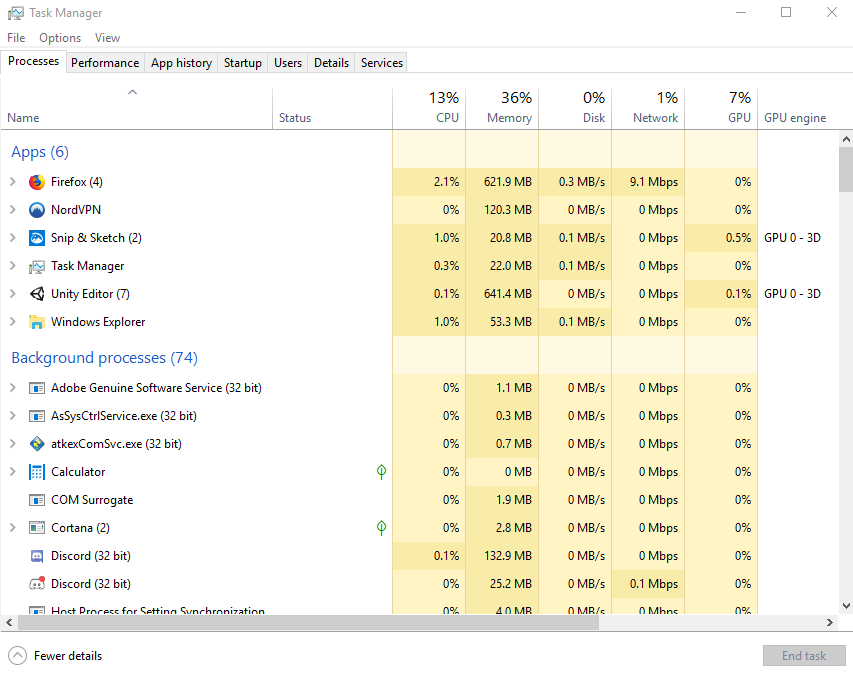 Task Manager
File Options View
Processes Performance App history Startup Users Details Services
13% 36% 0% 1% 7%
Name Status CPU Memory Disk Network GPU GPU engine
Apps (6)
Firefox (4) 2.1% 621.9 MB 0.3 MB/s 9.1 Mbps 0%
NordVPN 0% 120.3 MB 0 MB/s 0 Mbps 0%
Snip & Sketch (2) 1.0% 20.8 MB 0.1 MB/s 0 Mbps 0.5% GPU 0 - 3D
Task Manager 0.3% 22.0 MB 0.1 MB/s 0 Mbps 0%
Unity Editor (7) 0.1% 641.4 MB 0 MB/s 0 Mbps 0.1% GPU 0 - 3D
Windows Explorer 1.0% 53.3 MB 0.1 MB/s 0 Mbps 0%
Background processes (74)
Adobe Genuine Software Service (32 bit) 0% 1.1 MB 0 MB/s 0 Mbps 0%
AsSysCtrlService.exe (32 bit) 0% 0.3 MB 0 MB/s 0 Mbps 0%
atkexComSvc.exe (32 bit) 0% 0.7 MB 0 MB/s 0 Mbps 0%
Calculator 0% 0 MB 0 MB/s 0 Mbps 0%
COM Surrogate 0% 1.9 MB 0 MB/s 0 Mbps 0%
Cortana (2) 0% 2.8 MB 0 MB/s 0 Mbps 0%
Discord (32 bit) 0.1% 132.9 MB 0 MB/s 0 Mbps 0%
Discord (32 bit) 0% 25.2 MB 0 MB/s 0.1 Mbps 0%
Host Process for Setting Synchronization 0% 4.0 MB 0 MB/s 0 Mbps 0%
Fewer details End task